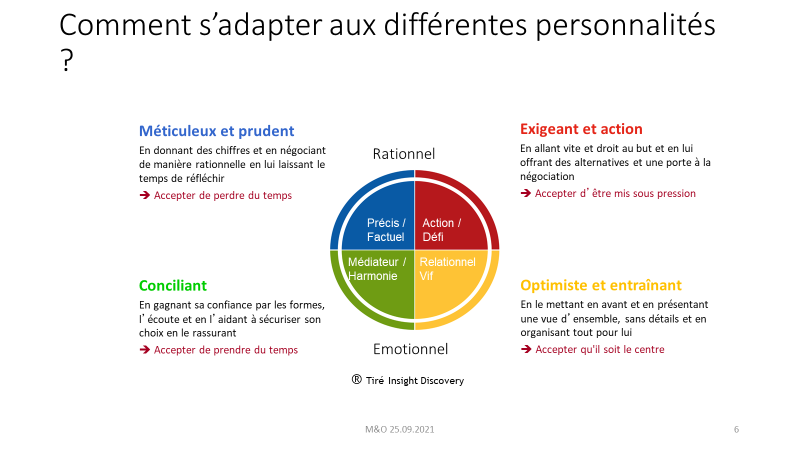 Comment s’adapter aux différentes personnalités
?
Méticuleux et prudent
En donnant des chiffres et en négociant
de manière rationnelle en lui laissant le
temps de réfléchir
➔ Accepter de perdre du temps
Exigeant et action
En allant vite et droit au but et en lui
offrant des alternatives et une porte à la
négociation
➔ Accepter d’être mis sous pression
Rationnel
Précis /
Factuel
Action /
Défi
Médiateur /
Harmonie
Relationnel
Vif
Conciliant
En gagnant sa confiance par les formes,
l’écoute et en l’aidant à sécuriser son
choix en le rassurant
➔ Accepter de prendre du temps
Optimiste et entraînant
En le mettant en avant et en présentant
une vue d’ensemble, sans détails et en
organisant tout pour lui
➔ Accepter qu'il soit le centre
Emotionnel
® Tiré Insight Discovery
M&O 25.09.2021
6